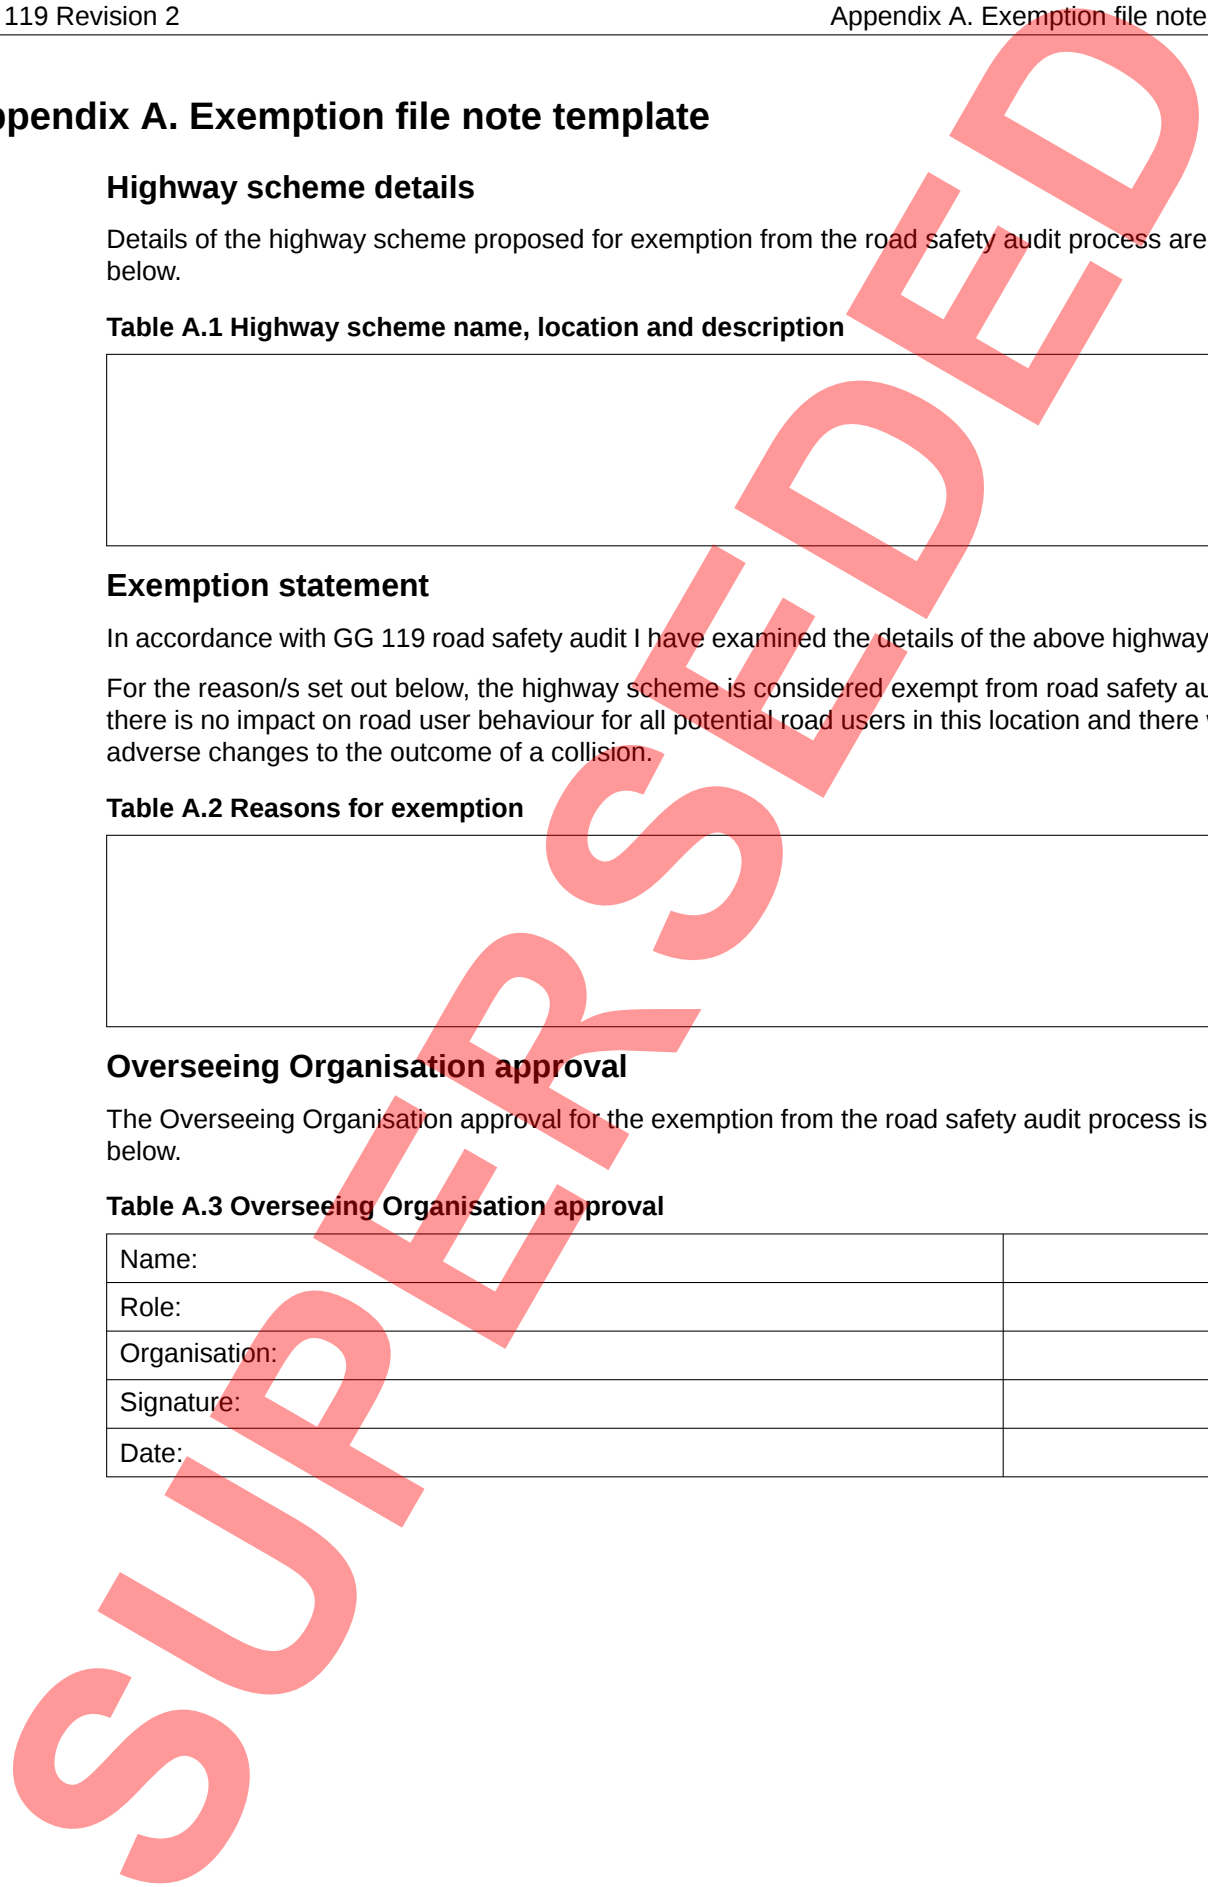 119 Revision 2 Appendix A. Exemption file note
Appendix A. Exemption file note template
Highway scheme details
Details of the highway scheme proposed for exemption from the road safety audit process are
below.
Table A.1 Highway scheme name, location and description
Exemption statement
In accordance with GG 119 road safety audit I have examined the details of the above highway
For the reason/s set out below, the highway scheme is considered exempt from road safety au
there is no impact on road user behaviour for all potential road users in this location and there
adverse changes to the outcome of a collision.
Table A.2 Reasons for exemption
Overseeing Organisation approval
The Overseeing Organisation approval for the exemption from the road safety audit process is
below.
Table A.3 Overseeing Organisation approval
Name:
Role:
Organisation:
Signature:
Date:
SUPERSEDED